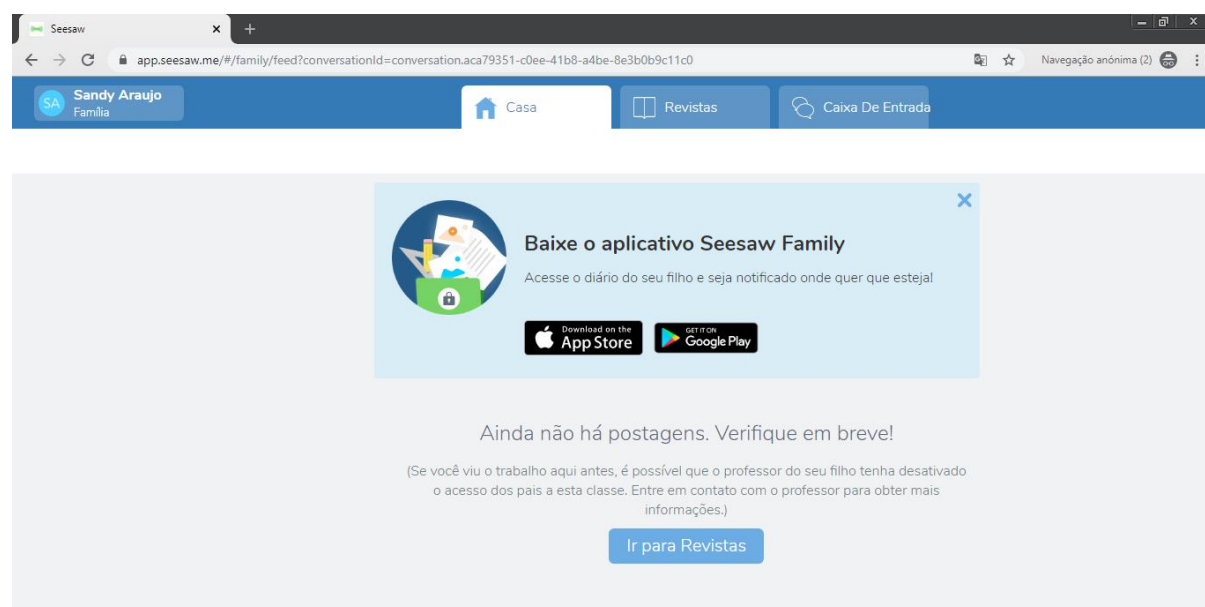 Seesaw
app.seesaw.me/#/family/feed?conversationId=conversation.aca79351-c0ee-41b8-a4be-8e3b0b9c11c0
Navegação anónima (2)
SA
Sandy Araujo
Família
Casa
Revistas
Caixa De Entrada
Baixe o aplicativo Seesaw Family
Acesse o diário do seu filho e seja notificado onde quer que esteja!
Download on the
App Store
GET IT ON
Google Play
Ainda não há postagens. Verifique em breve!
(Se você viu o trabalho aqui antes, é possível que o professor do seu filho tenha desativado
o acesso dos pais a esta classe. Entre em contato com o professor para obter mais
informações.)
Ir para Revistas